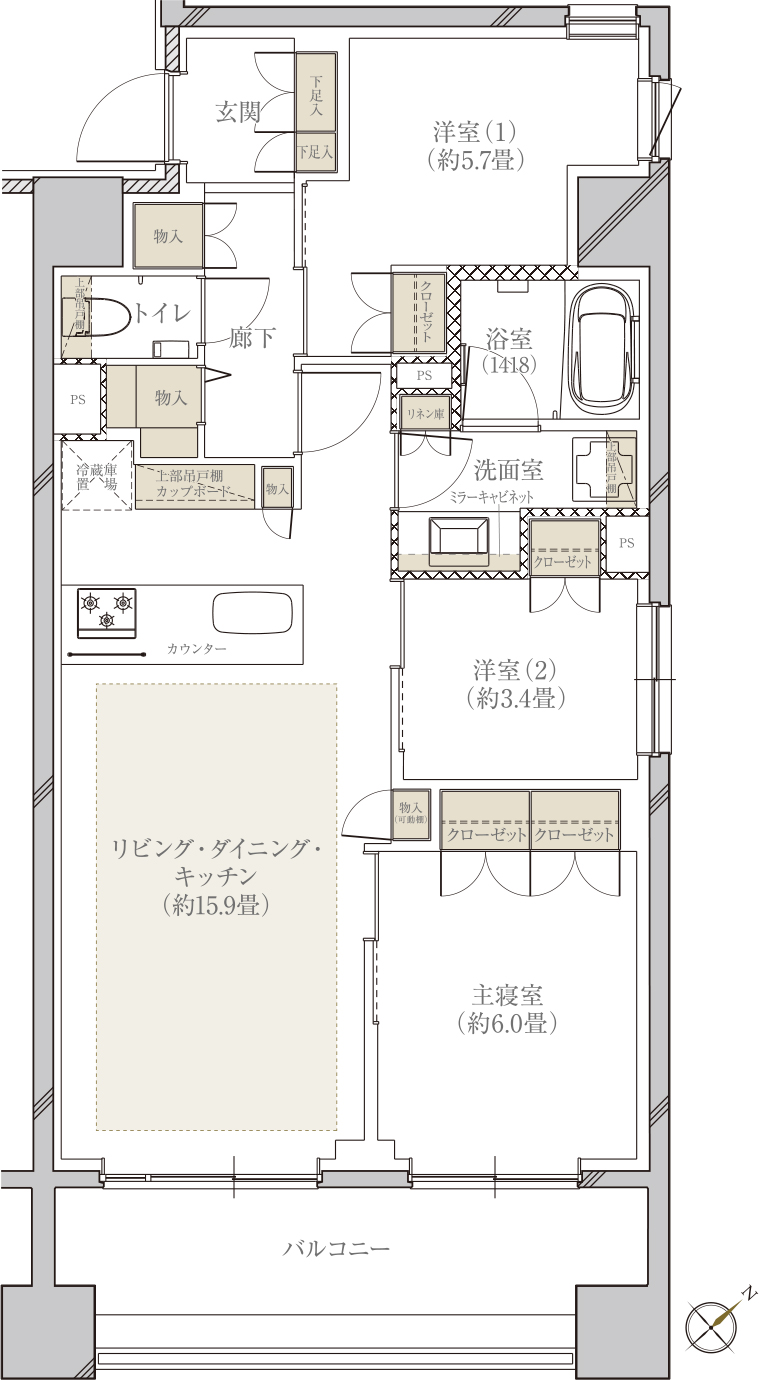 下足入
玄関
下足入
洋室(1)
(約5.7畳)
物入
上部吊戸棚
トイレ
廊下
クローゼット
浴室
(1418)
PS
PS
物入
リネン庫
冷蔵庫
置　場
上部吊戸棚
カップボード
物入
洗面室
ミラーキャビネット
上部吊戸棚
クローゼット
PS
カウンター
洋室(2)
(約3.4畳)
物入
(可動棚)
クローゼット
クローゼット
リビング・ダイニング・
キッチン
(約15.9畳)
主寝室
(約6.0畳)
バルコニー
N